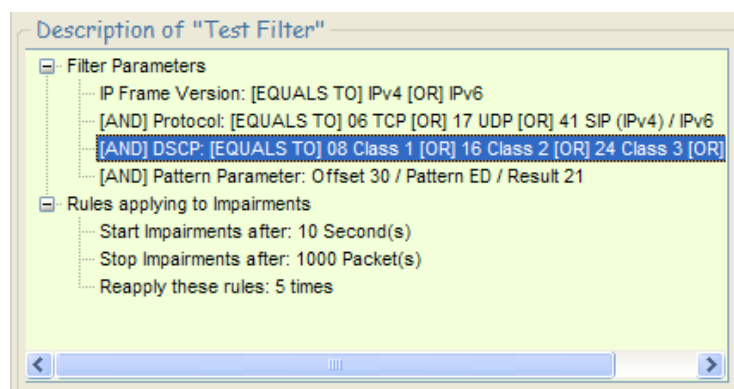 Description of "Test Filter"
Filter Parameters
IP Frame Version: [EQUALS TO] IPv4 [OR] IPv6
[AND] Protocol: [EQUALS TO] 06 TCP [OR] 17 UDP [OR] 41 SIP (IPv4) / IPv6
[AND] DSCP: [EQUALS TO] 08 Class 1 [OR] 16 Class 2 [OR] 24 Class 3 [OR]
[AND] Pattern Parameter: Offset 30 / Pattern ED / Result 21
Rules applying to Impairments
Start Impairments after: 10 Second(s)
Stop Impairments after: 1000 Packet(s)
Reapply these rules: 5 times